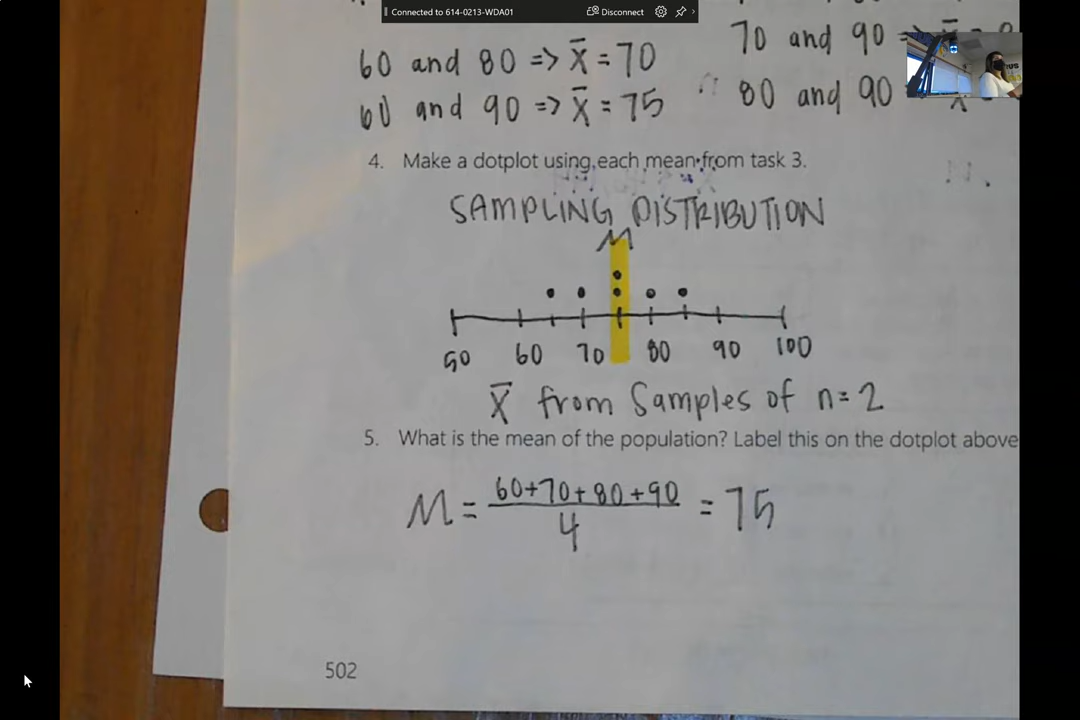 Connected to 614-0213-WDA01 Disconnect
60 and 80 => x̄ = 70
70 and 90 =>
60 and 90 => x̄ = 75
80 and 90
4. Make a dotplot using each mean from task 3.
SAMPLING DISTRIBUTION
M
50 60 70 80 90 100
x̄ from Samples of n = 2
5. What is the mean of the population? Label this on the dotplot above
M = 60+70+80+90 / 4 = 75
502